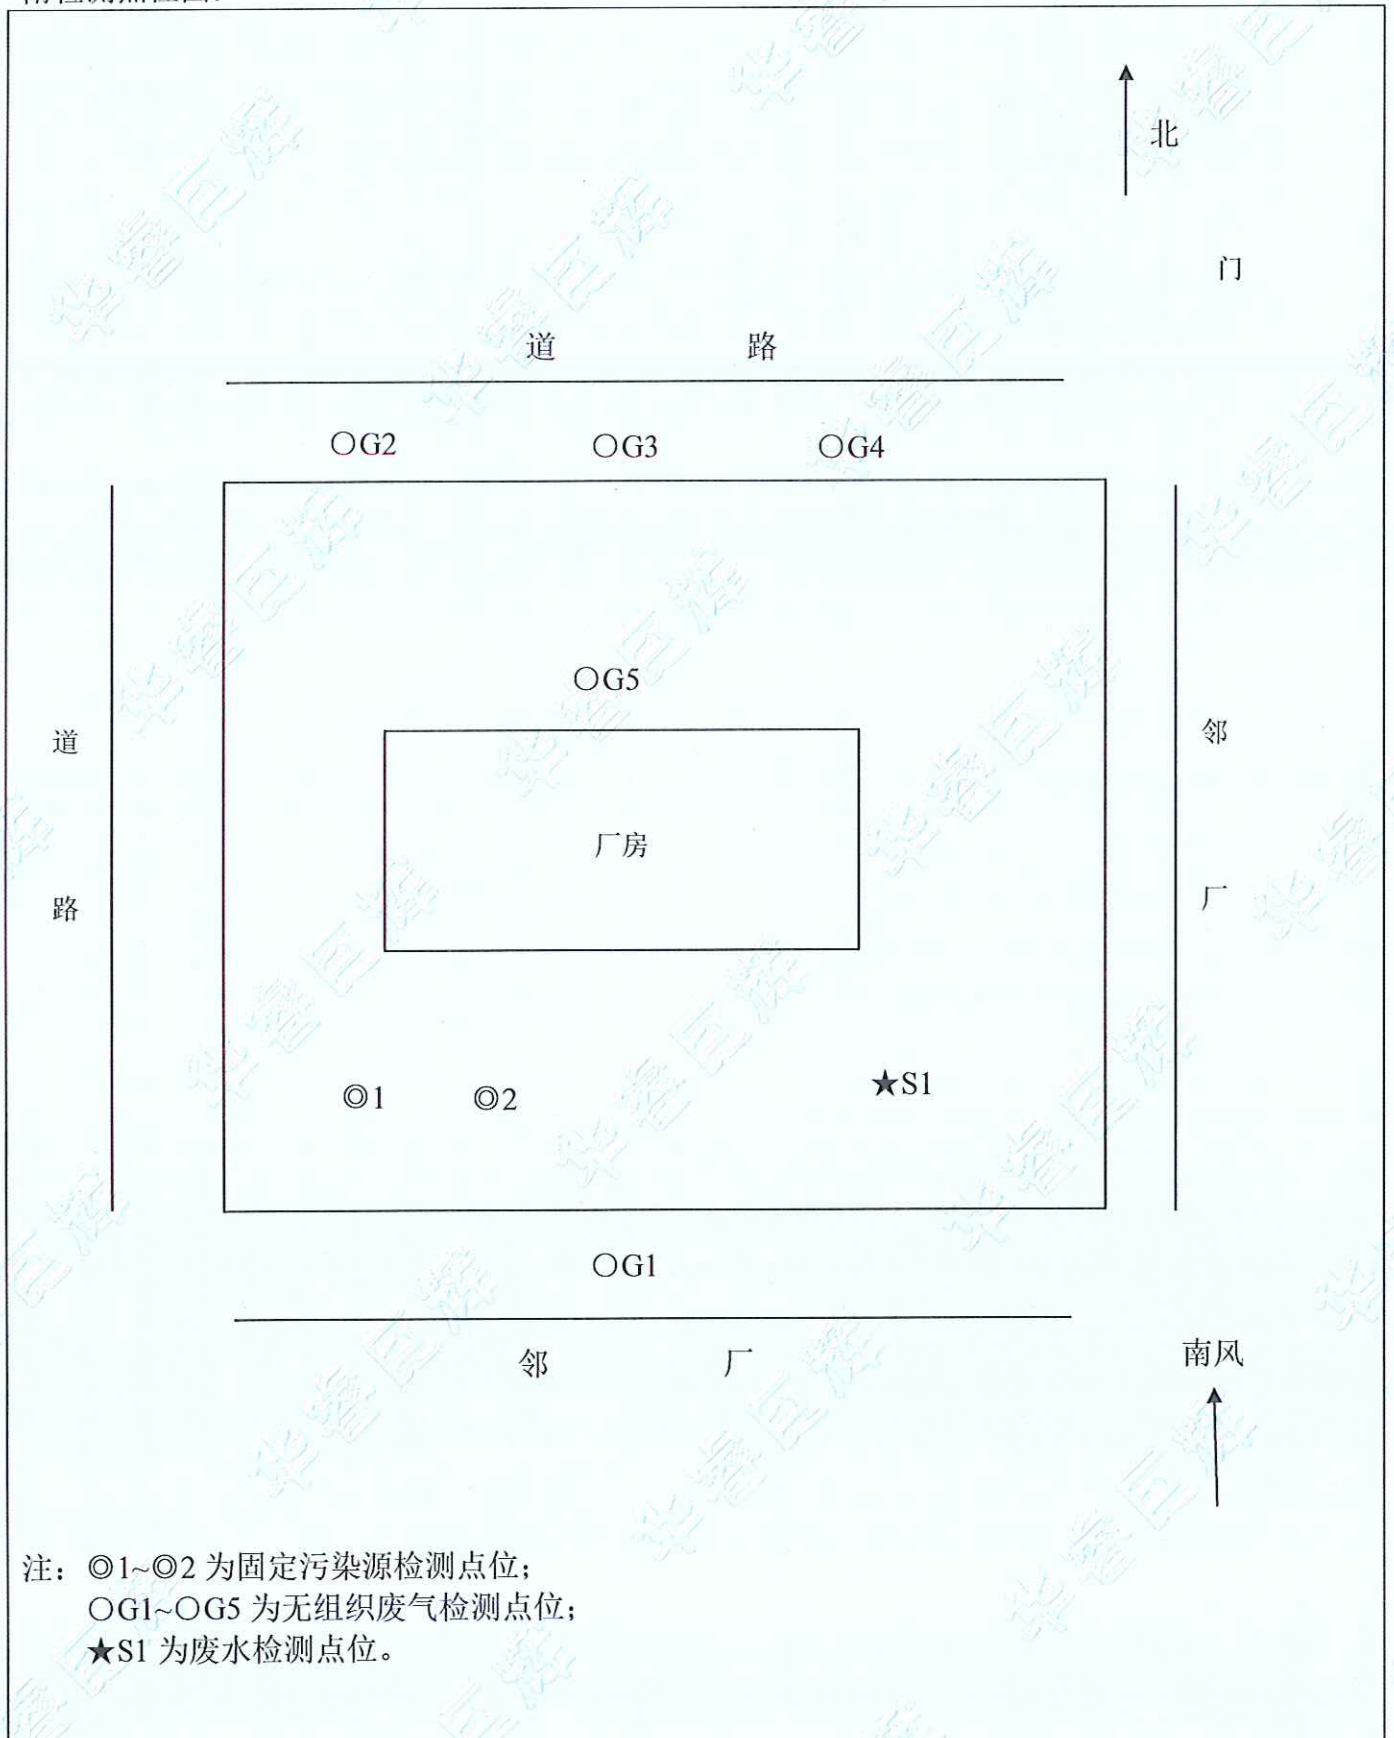 北
门
道 路
○G2 ○G3 ○G4
○G5
道路
邻厂
厂房
◎1 ◎2 ★S1
○G1
邻 厂
南风
注：◎1~◎2 为固定污染源检测点位；
○G1~○G5 为无组织废气检测点位；
★S1 为废水检测点位。